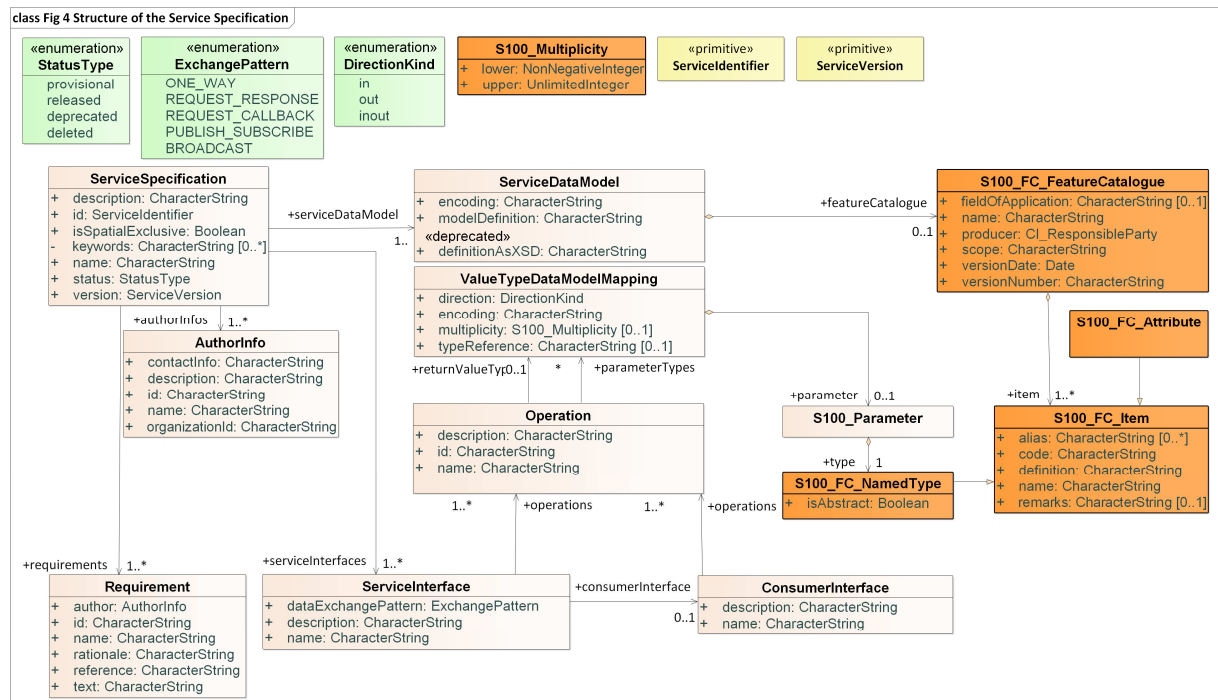 class Fig 4 Structure of the Service Specification
«enumeration»
StatusType
provisional
released
deprecated
deleted
«enumeration»
ExchangePattern
ONE_WAY
REQUEST_RESPONSE
REQUEST_CALLBACK
PUBLISH_SUBSCRIBE
BROADCAST
«enumeration»
DirectionKind
in
out
inout
S100_Multiplicity
+ lower: NonNegativeInteger
+ upper: UnlimitedInteger
«primitive»
ServiceIdentifier
«primitive»
ServiceVersion
ServiceSpecification
+ description: CharacterString
+ id: ServiceIdentifier
+ isSpatialExclusive: Boolean
- keywords: CharacterString [0..*]
+ name: CharacterString
+ status: StatusType
+ version: ServiceVersion
+serviceDataModel
1..
ServiceDataModel
+ encoding: CharacterString
+ modelDefinition: CharacterString
«deprecated»
+ definitionAsXSD: CharacterString
+featureCatalogue
0..1
S100_FC_FeatureCatalogue
+ fieldOfApplication: CharacterString [0..1]
+ name: CharacterString
+ producer: CI_ResponsibleParty
+ scope: CharacterString
+ versionDate: Date
+ versionNumber: CharacterString
ValueTypeDataModelMapping
+ direction: DirectionKind
+ encoding: CharacterString
+ multiplicity: S100_Multiplicity [0..1]
+ typeReference: CharacterString [0..1]
+authorInfos
1..*
AuthorInfo
+ contactInfo: CharacterString
+ description: CharacterString
+ id: CharacterString
+ name: CharacterString
+ organizationId: CharacterString
S100_FC_Attribute
+returnValueTyp
0..1
*
+parameterTypes
+parameter
0..1
+item
1..*
Operation
+ description: CharacterString
+ id: CharacterString
+ name: CharacterString
S100_Parameter
S100_FC_Item
+ alias: CharacterString [0..*]
+ code: CharacterString
+ definition: CharacterString
+ name: CharacterString
+ remarks: CharacterString [0..1]
+type
1
S100_FC_NamedType
+ isAbstract: Boolean
1..*
+operations
1..*
+operations
+requirements
1..*
+serviceInterfaces
1..*
Requirement
+ author: AuthorInfo
+ id: CharacterString
+ name: CharacterString
+ rationale: CharacterString
+ reference: CharacterString
+ text: CharacterString
ServiceInterface
+ dataExchangePattern: ExchangePattern
+ description: CharacterString
+ name: CharacterString
+consumerInterface
0..1
ConsumerInterface
+ description: CharacterString
+ name: CharacterString